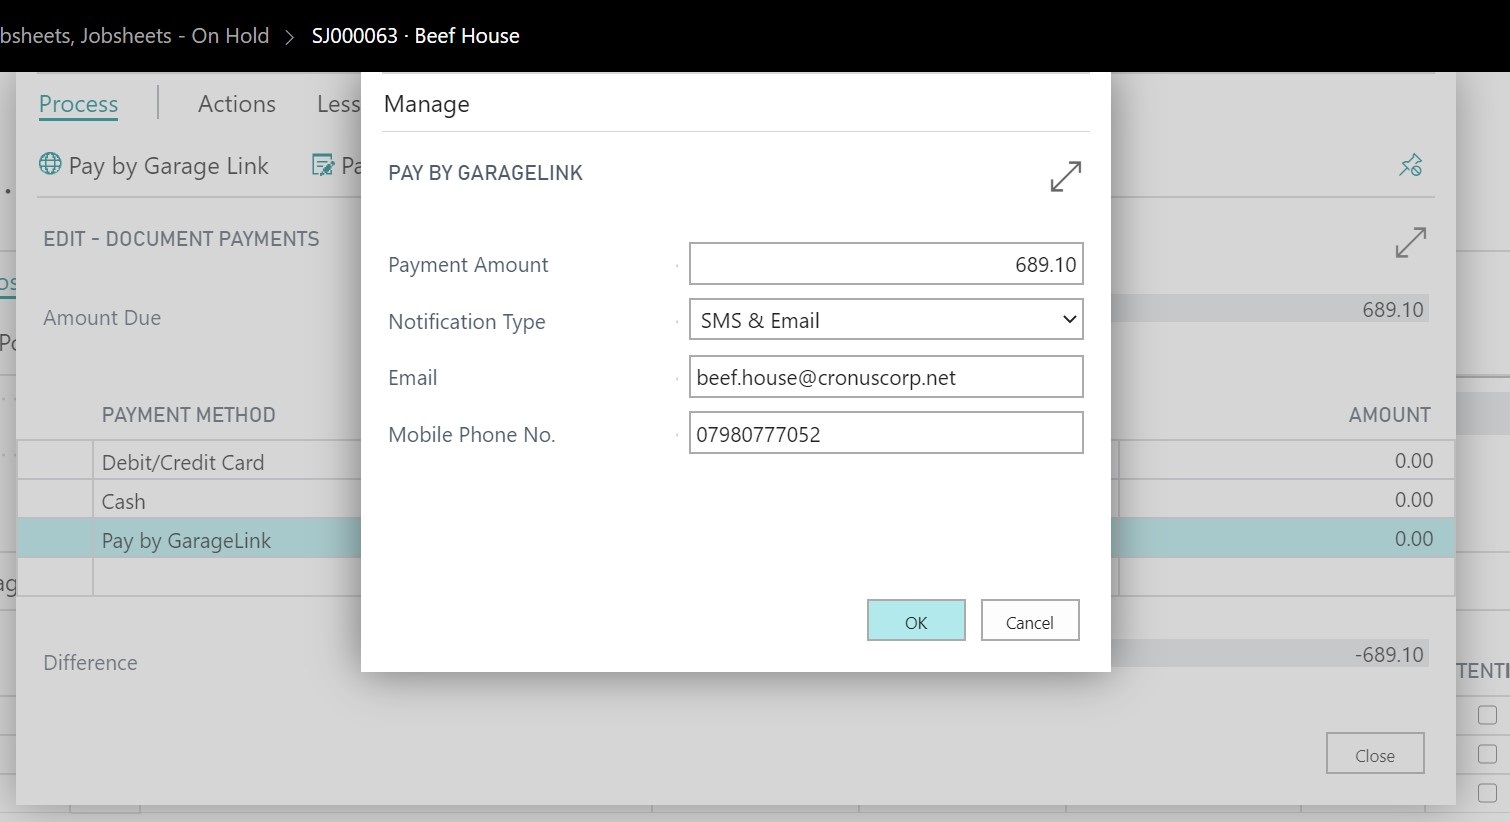 bsheets, Jobsheets - On Hold > SJ000063 · Beef House
Process Actions Less
Manage
Pay by Garage Link Pa
PAY BY GARAGELINK
EDIT - DOCUMENT PAYMENTS
Payment Amount 689.10
Amount Due 689.10
Notification Type SMS & Email
Email beef.house@cronuscorp.net
PAYMENT METHOD AMOUNT
Mobile Phone No. 07980777052
Debit/Credit Card 0.00
Cash 0.00
Pay by GarageLink 0.00
OK Cancel
Difference -689.10
TENTI
Close